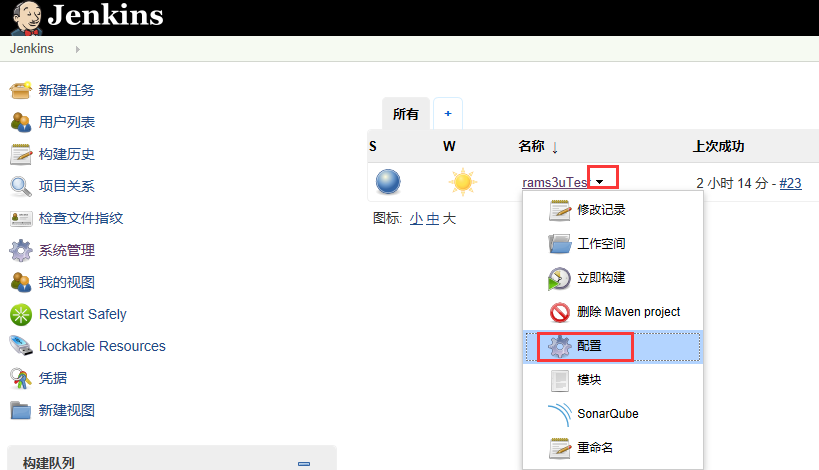 Jenkins
Jenkins
新建任务
用户列表
构建历史
项目关系
检查文件指纹
系统管理
我的视图
Restart Safely
Lockable Resources
凭据
新建视图
构建队列
所有 +
S W 名称 ↓ 上次成功
rams3uTes 2 小时 14 分 - #23
图标: 小 中 大
修改记录
工作空间
立即构建
删除 Maven project
配置
模块
SonarQube
重命名